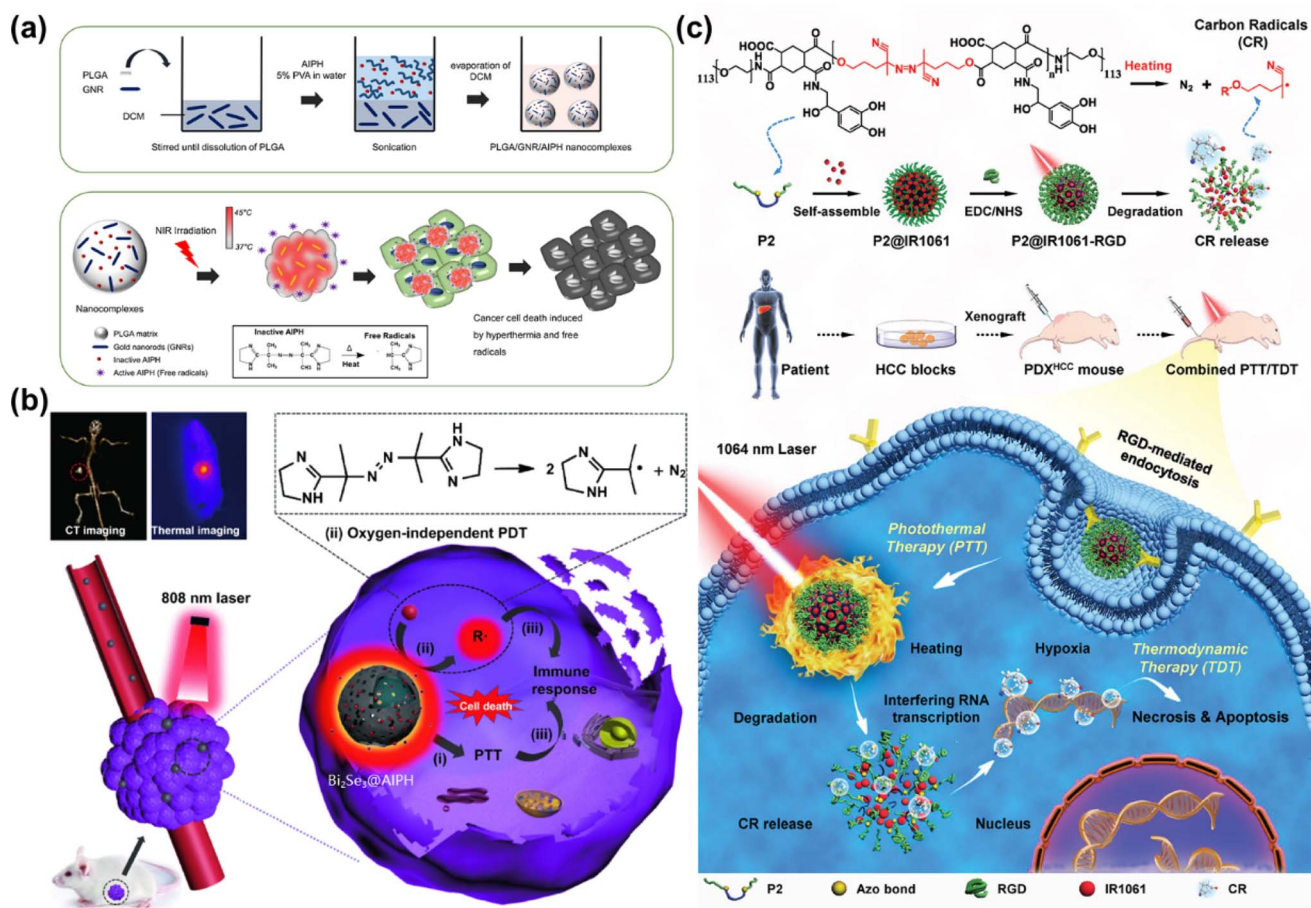 (a)
PLGA
GNR
DCM
Stirred until dissolution of PLGA
AIPH
5% PVA in water
Sonication
evaporation of
DCM
PLGA/GNR/AIPH nanocomplexes
NIR Irradiation
45°C
37°C
Nanocomplexes
PLGA matrix
Gold nanorods (GNRs)
Inactive AIPH
Active AIPH (Free radicals)
Inactive AIPH
Free Radicals
Δ
Heat
Cancer cell death induced
by hyperthermia and free
radicals
(b)
CT imaging
Thermal imaging
N
NH
N
N
H
N
N
2
N
NH
+ N₂
(ii) Oxygen-independent PDT
808 nm laser
R·
(ii)
(iii)
Immune
response
Cell death
(iii)
(i)
PTT
Bi₂Se₃@AIPH
(c)
Carbon Radicals
(CR)
Heating
N₂ +
113
HOOC
n
113
P2
Self-assemble
P2@IR1061
EDC/NHS
P2@IR1061-RGD
Degradation
CR release
Patient
HCC blocks
Xenograft
PDXᴴᶜᶜ mouse
Combined PTT/TDT
1064 nm Laser
RGD-mediated
endocytosis
Photothermal
Therapy (PTT)
Heating
Hypoxia
Thermodynamic
Therapy (TDT)
Degradation
Interfering RNA
transcription
Necrosis & Apoptosis
CR release
Nucleus
P2
Azo bond
RGD
IR1061
CR